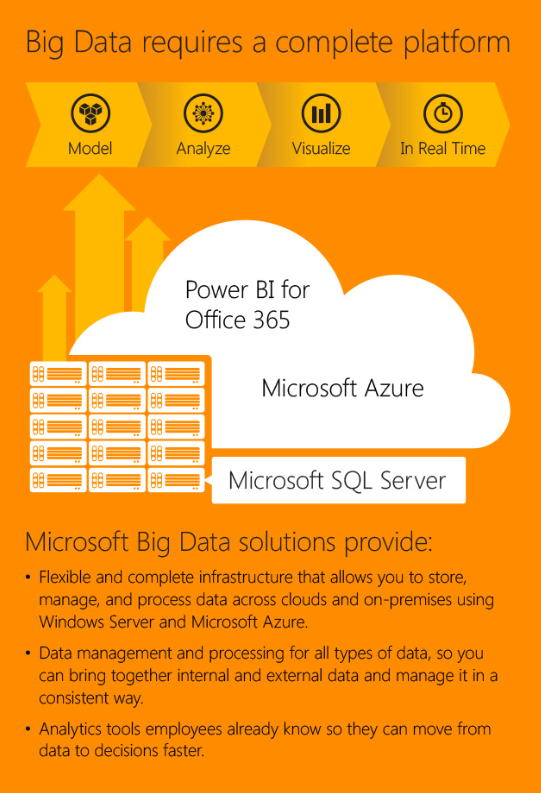 Big Data requires a complete platform
Model
Analyze
Visualize
In Real Time
Power BI for
Office 365
Microsoft Azure
Microsoft SQL Server
Microsoft Big Data solutions provide:
• Flexible and complete infrastructure that allows you to store,
manage, and process data across clouds and on-premises using
Windows Server and Microsoft Azure.
• Data management and processing for all types of data, so you
can bring together internal and external data and manage it in a
consistent way.
• Analytics tools employees already know so they can move from
data to decisions faster.